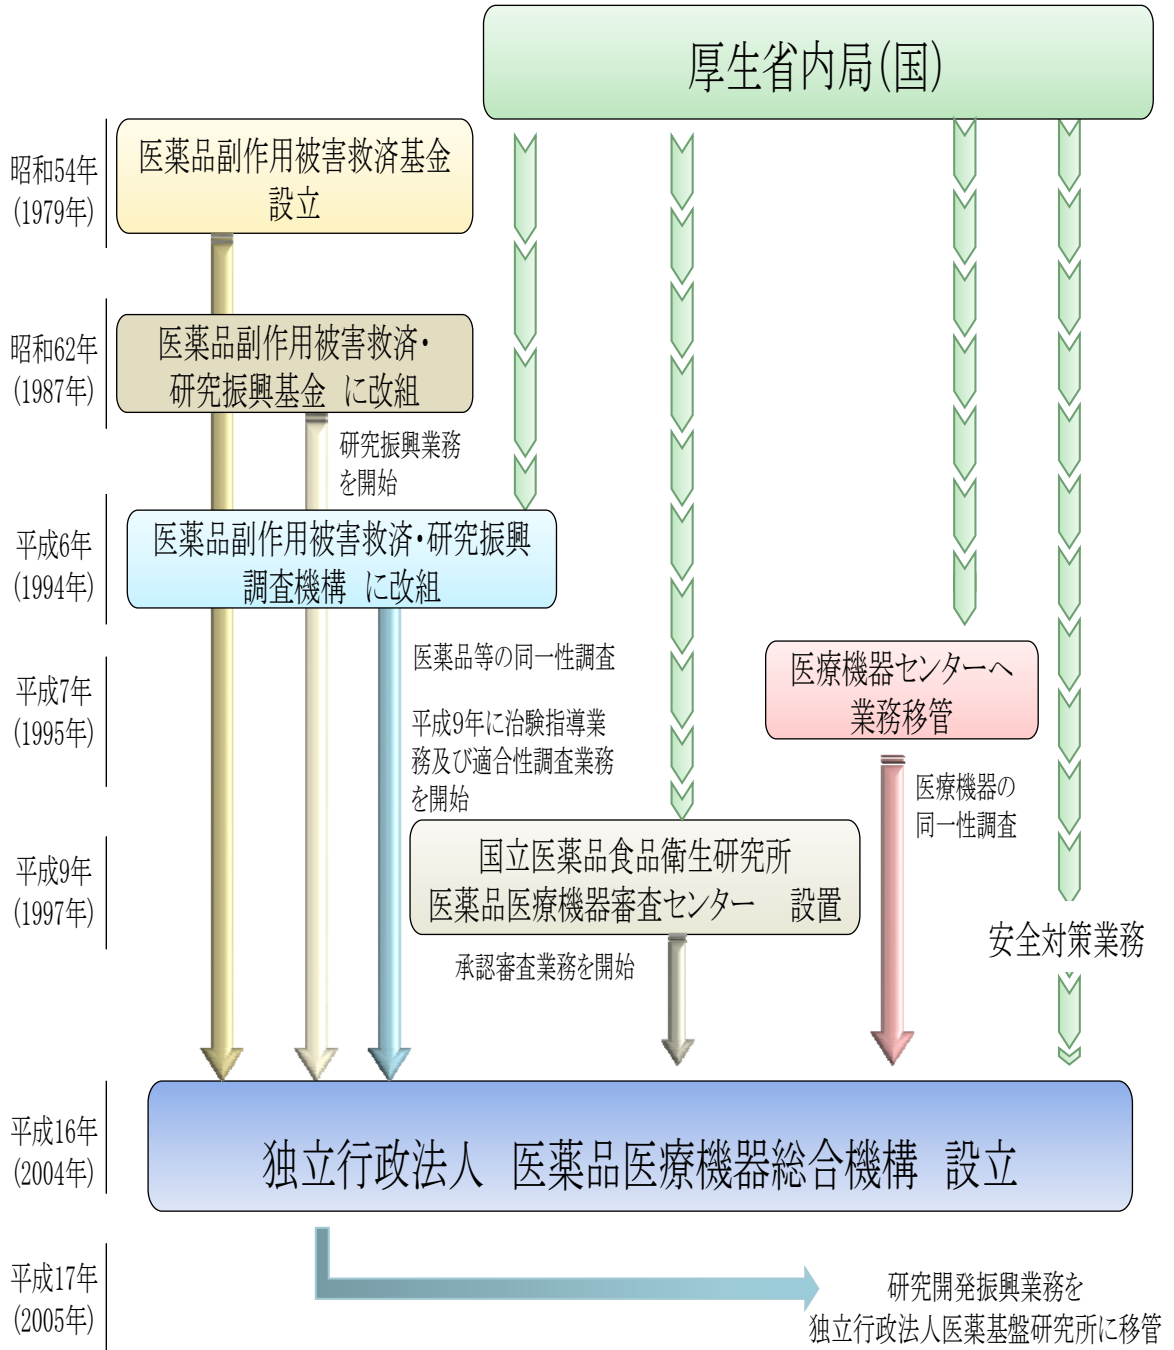 厚生省内局(国)
昭和54年
(1979年)
医薬品副作用被害救済基金
設立
昭和62年
(1987年)
医薬品副作用被害救済・
研究振興基金　に改組
研究振興業務
を開始
平成6年
(1994年)
医薬品副作用被害救済・研究振興
調査機構　に改組
医薬品等の同一性調査
平成9年に治験指導業
務及び適合性調査業務
を開始
平成7年
(1995年)
医療機器センターへ
業務移管
医療機器の
同一性調査
平成9年
(1997年)
国立医薬品食品衛生研究所
医薬品医療機器審査センター　設置
承認審査業務を開始
安全対策業務
平成16年
(2004年)
独立行政法人　医薬品医療機器総合機構　設立
平成17年
(2005年)
研究開発振興業務を
独立行政法人医薬基盤研究所に移管